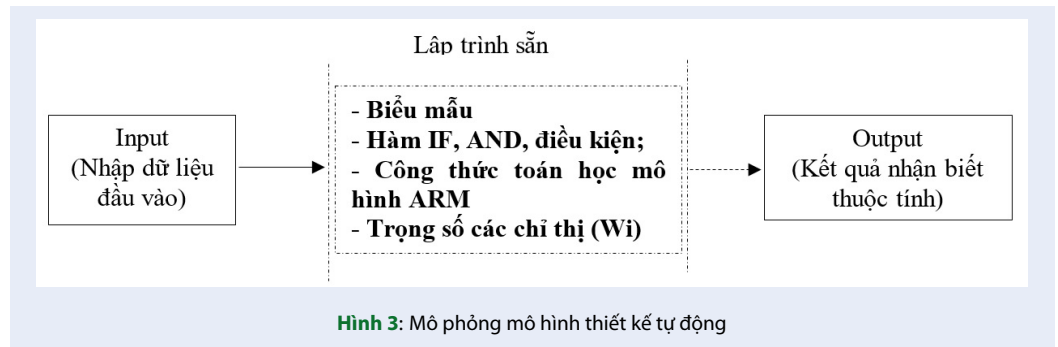 Lập trình sẵn
Input
(Nhập dữ liệu
đầu vào)
- Biểu mẫu
- Hàm IF, AND, điều kiện;
- Công thức toán học mô
hình ARM
- Trọng số các chỉ thị (Wi)
Output
(Kết quả nhận biết
thuộc tính)
Hình 3: Mô phỏng mô hình thiết kế tự động